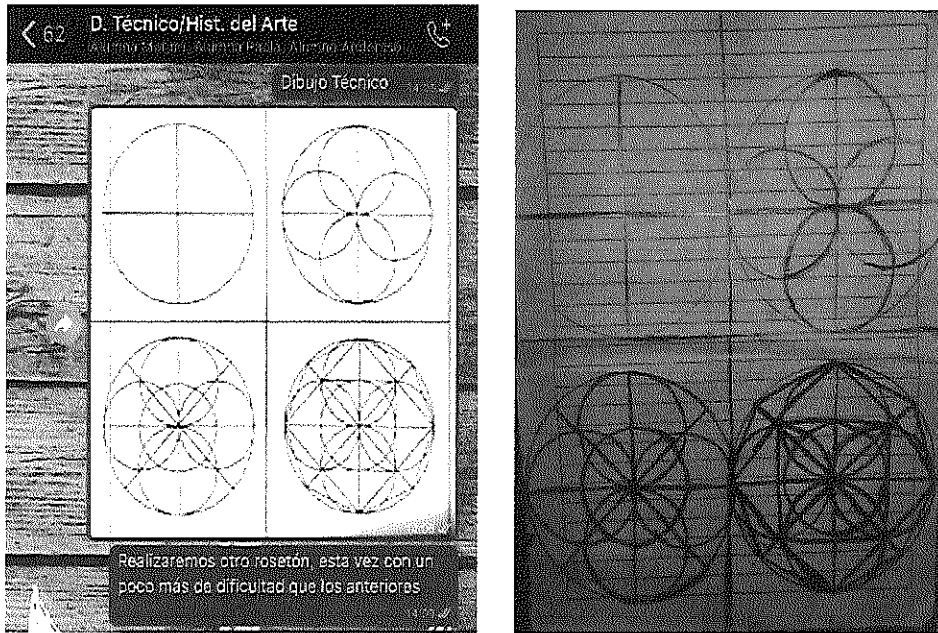 62
D. Técnico/Hist. del Arte
Dibujo Técnico
Realizaremos otro rosetón, esta vez con un
poco más de dificultad que los anteriores